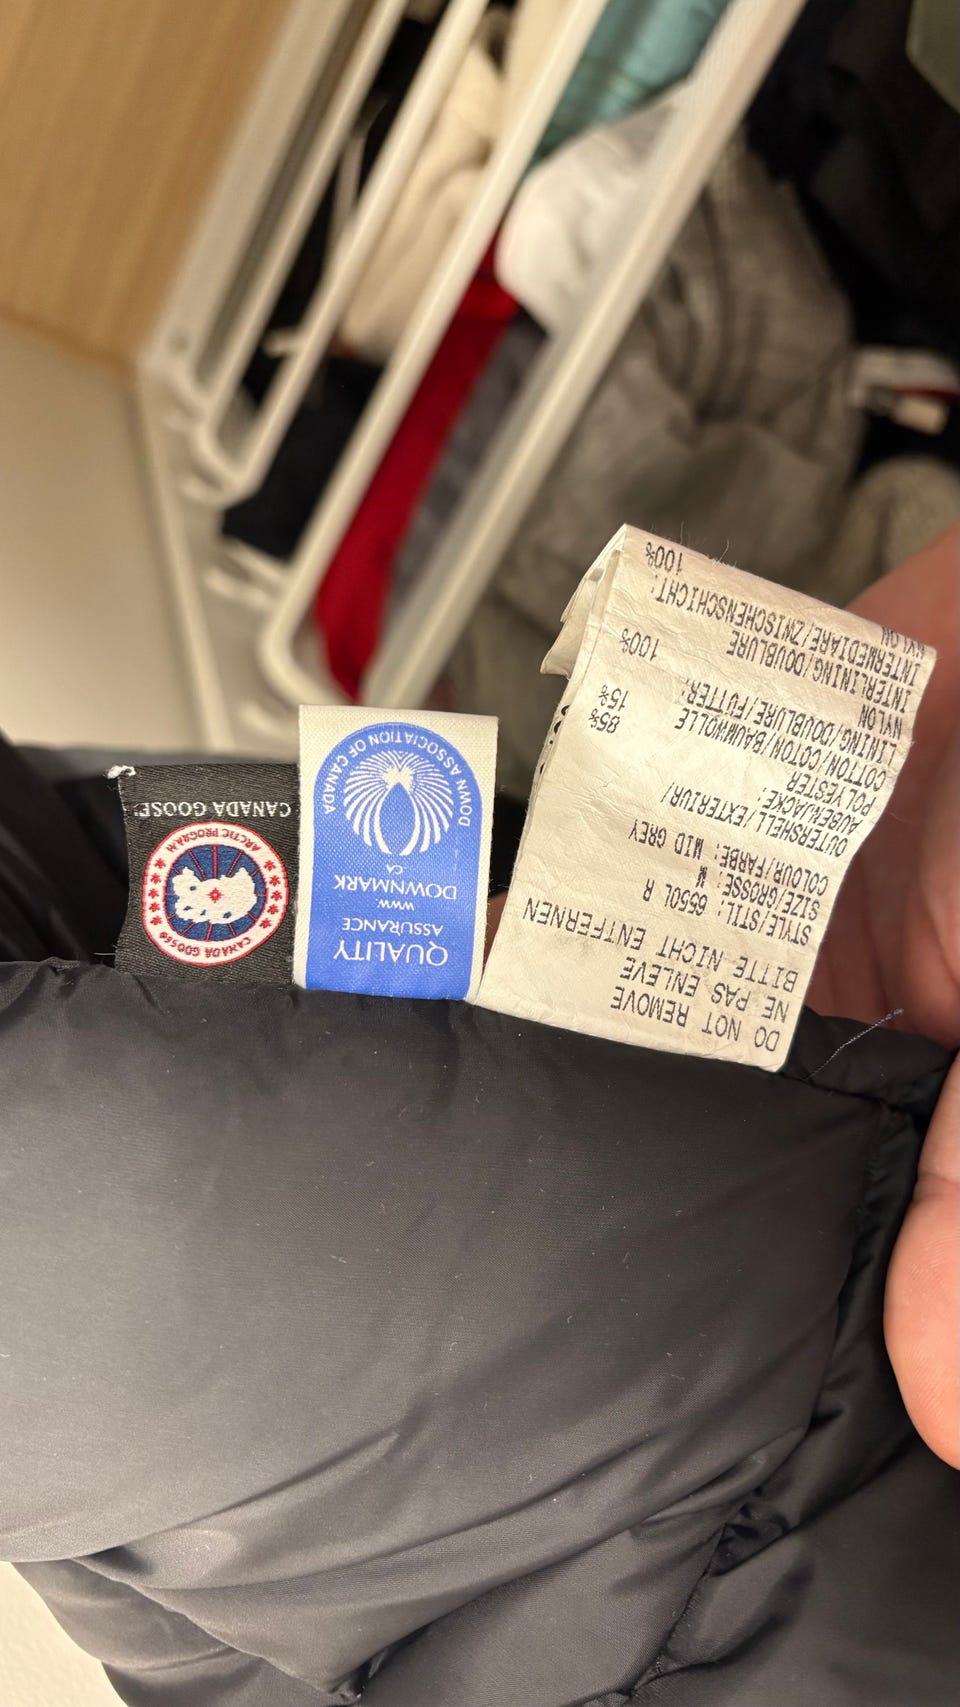 CANADA GOOSE
ARCTIC PROGRAM
CANADA GOOSE
QUALITY
ASSURANCE
www.
DOWNMARK
CA
DOWN ASSOCIATION OF CANADA
DO NOT REMOVE
NE PAS ENLEVE
BITTE NICHT ENTFERNEN
STYLE/STIL: 6550L R
SIZE/GROSSE: M
COLOUR/FARBE: MID GREY
OUTERSHELL/EXTERIUR/
AUBENJACKE:
POLYESTER 85%
COTTON/COTON/BAUMWOLLE 15%
LINING/DOUBLURE/FUTTER:
NYLON 100%
INTERLINING/DOUBLURE
INTERMEDIARE/ZWISCHENSCHICHT:
NYLON 100%